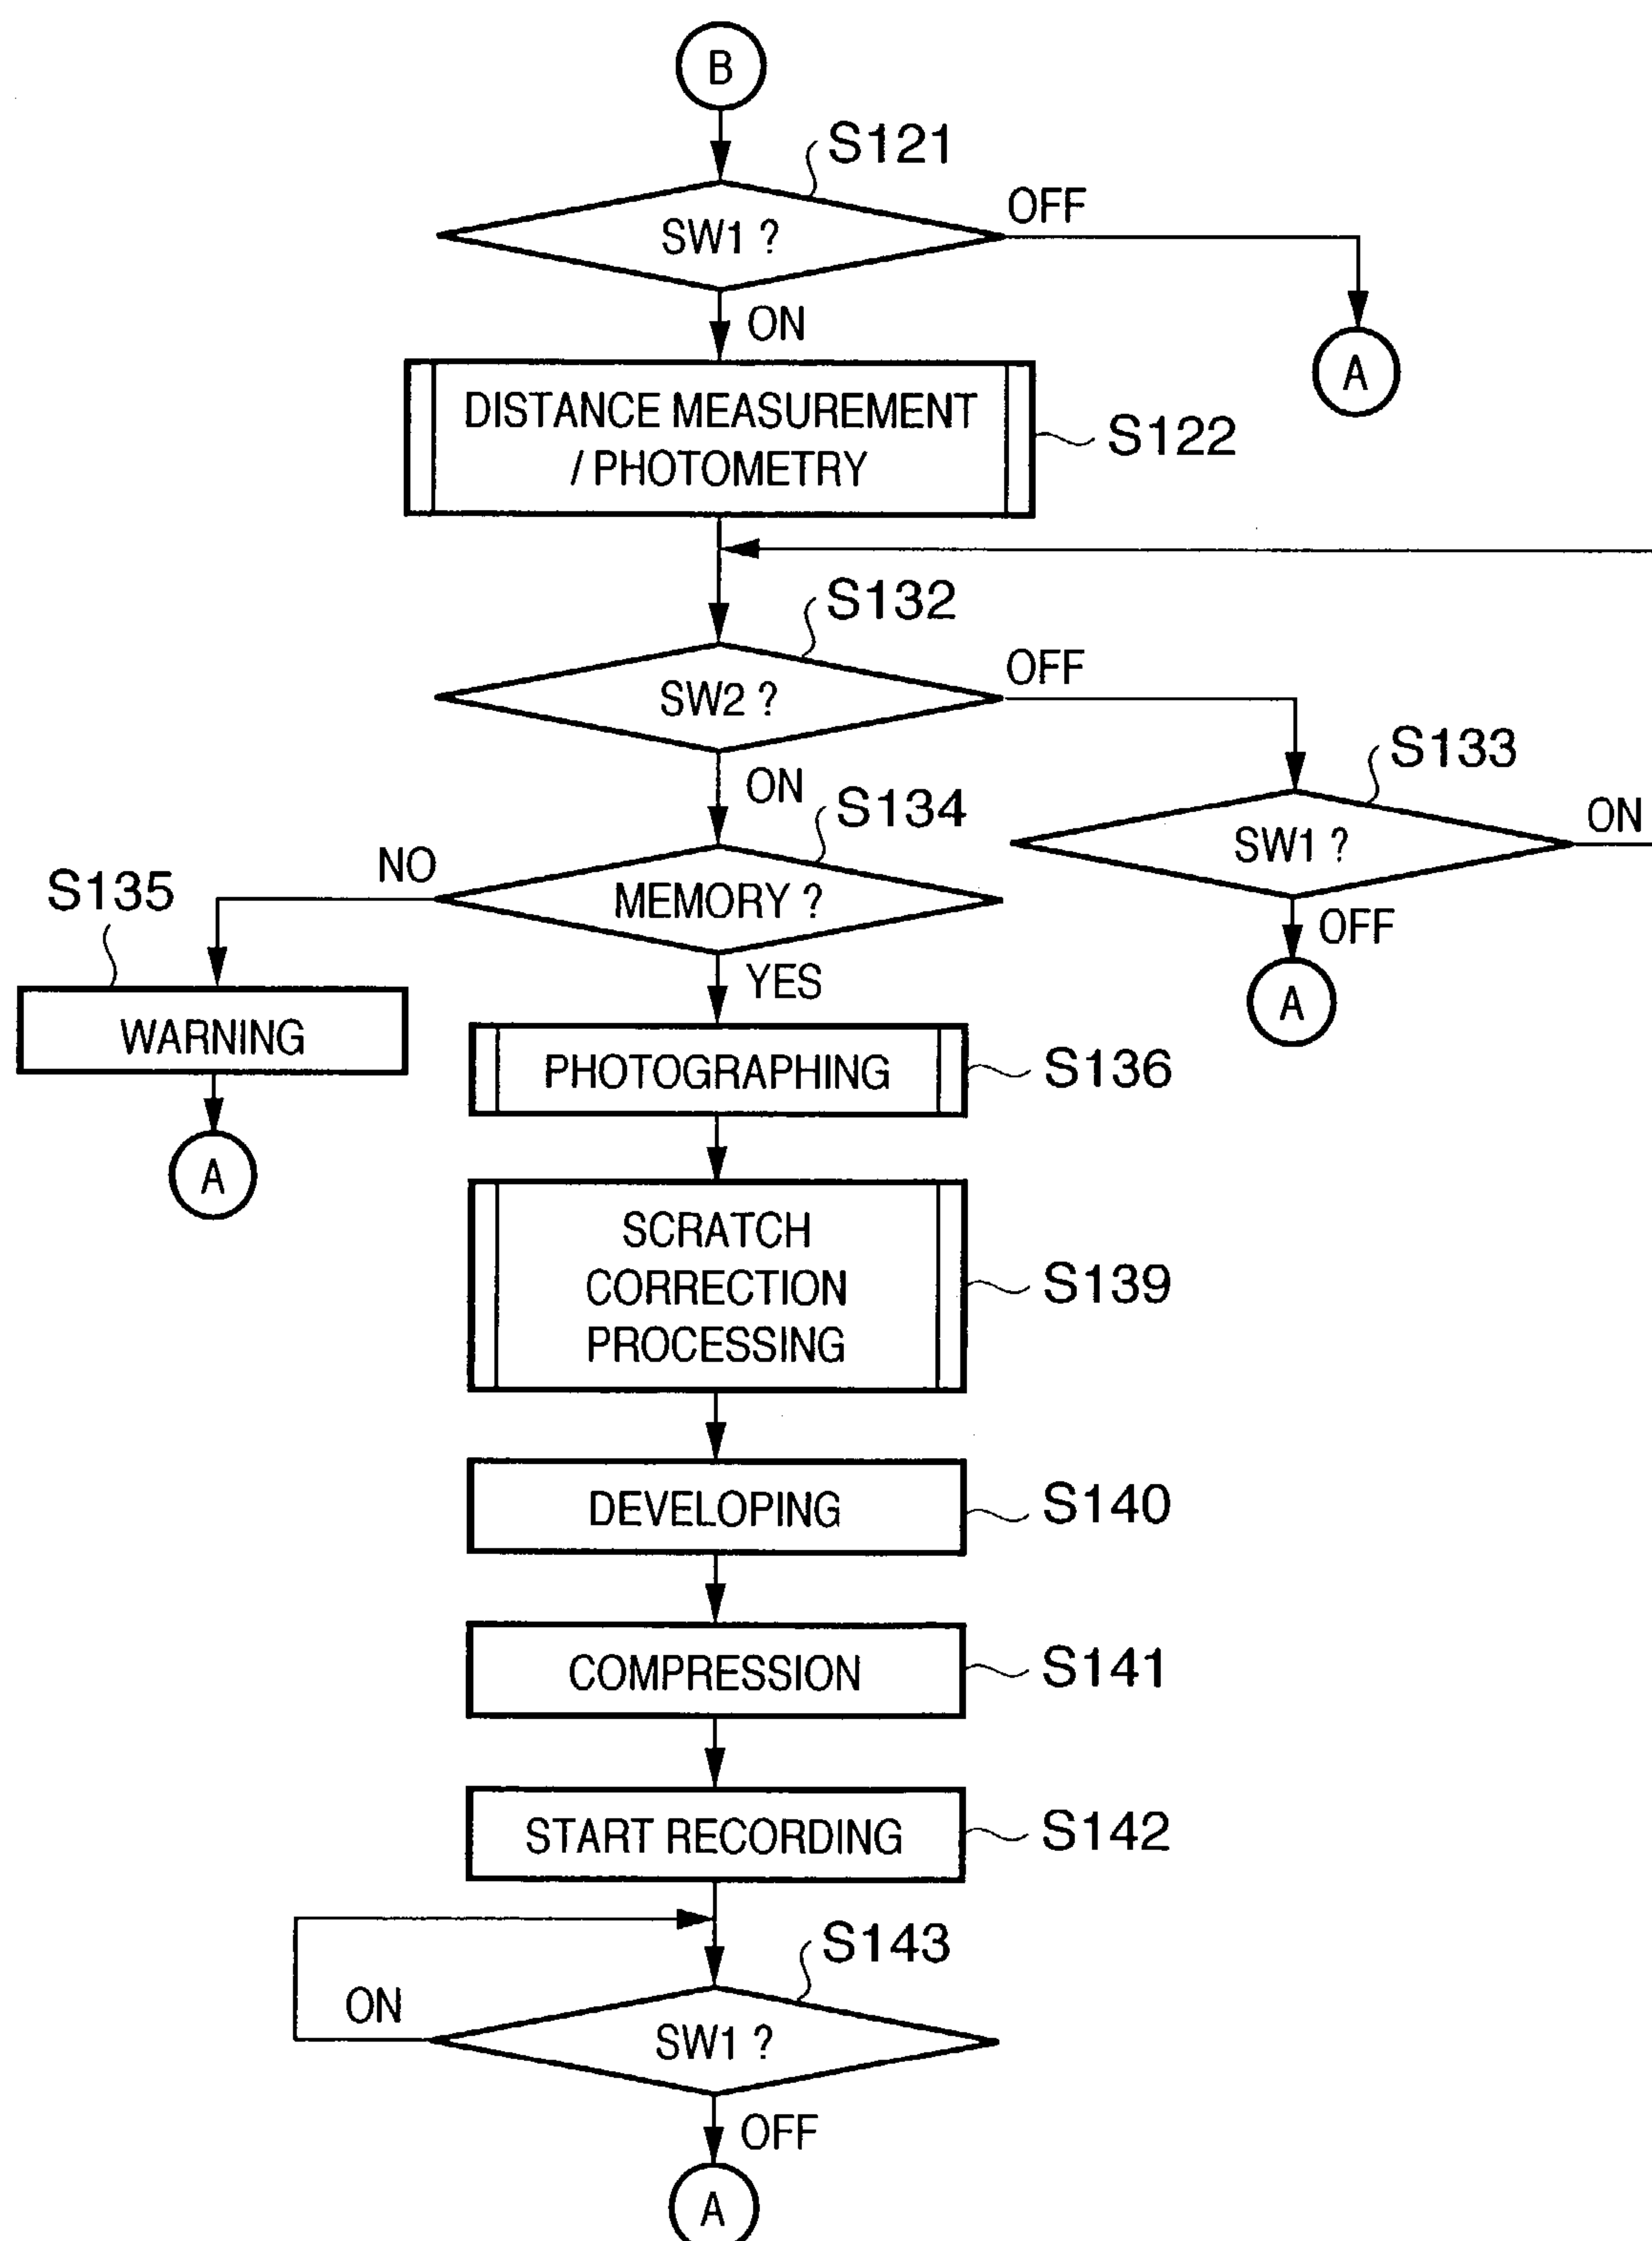 B
S121
SW1 ?
OFF
ON
A
DISTANCE MEASUREMENT
/ PHOTOMETRY
S122
S132
SW2 ?
OFF
ON
S133
SW1 ?
ON
OFF
A
S134
MEMORY ?
NO
YES
S135
WARNING
A
PHOTOGRAPHING
S136
SCRATCH
CORRECTION
PROCESSING
S139
DEVELOPING
S140
COMPRESSION
S141
START RECORDING
S142
S143
SW1 ?
ON
OFF
A